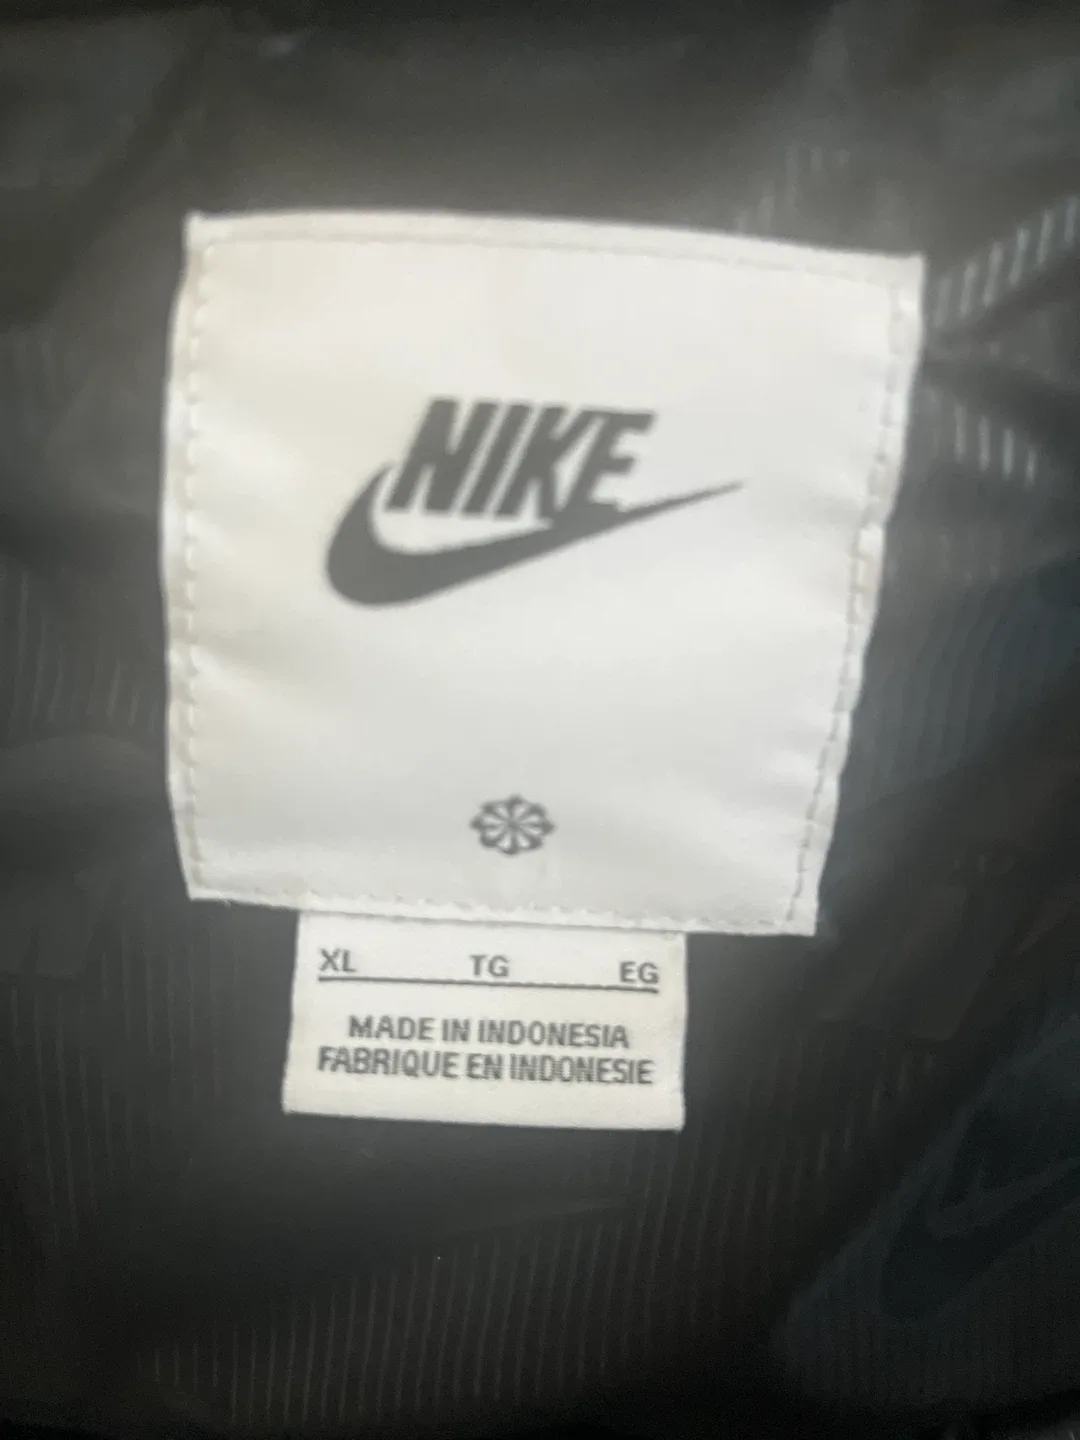 NIKE
XL TG EG
MADE IN INDONESIA
FABRIQUE EN INDONESIE